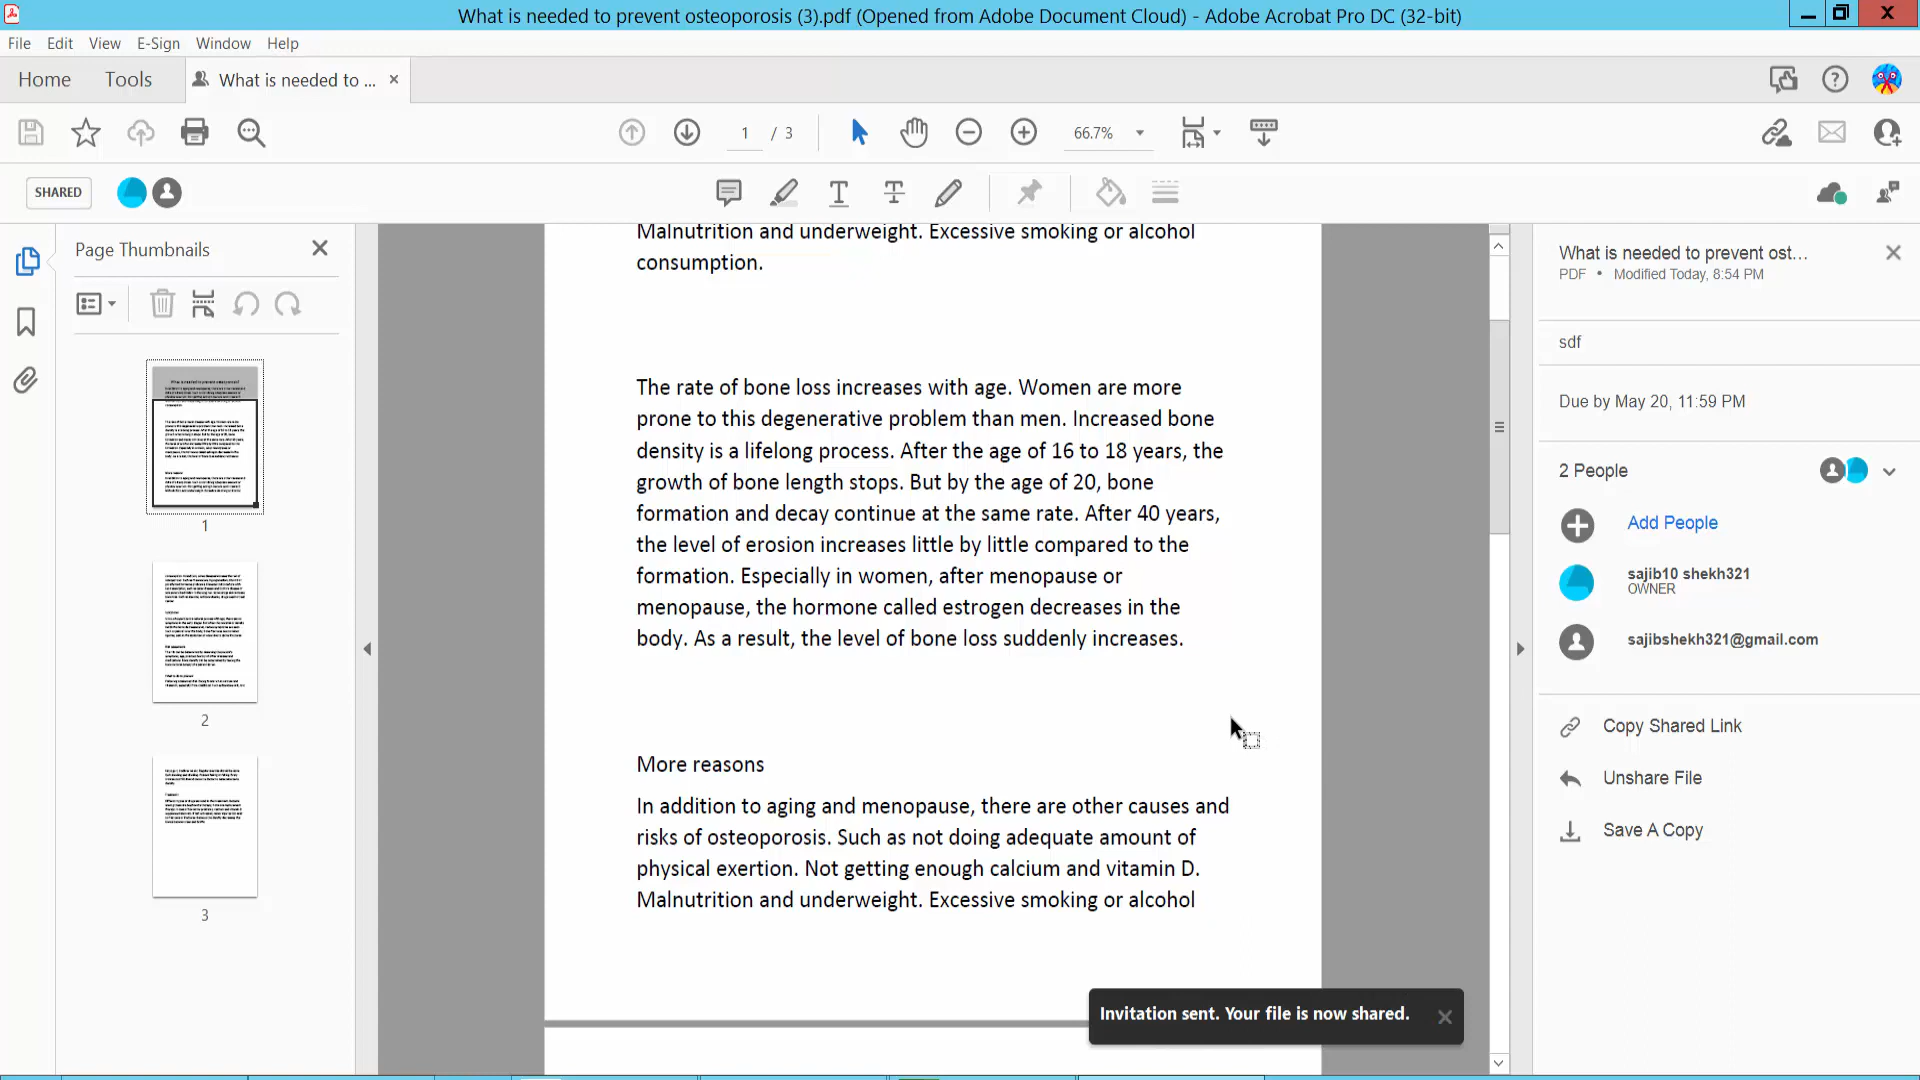 What is needed to prevent osteoporosis (3).pdf (Opened from Adobe Document Cloud) - Adobe Acrobat Pro DC (32-bit)
File Edit View E-Sign Window Help
Home Tools What is needed to ...
1 / 3 66.7%
SHARED
Page Thumbnails
1
2
3
Malnutrition and underweight. Excessive smoking or alcohol
consumption.
The rate of bone loss increases with age. Women are more
prone to this degenerative problem than men. Increased bone
density is a lifelong process. After the age of 16 to 18 years, the
growth of bone length stops. But by the age of 20, bone
formation and decay continue at the same rate. After 40 years,
the level of erosion increases little by little compared to the
formation. Especially in women, after menopause or
menopause, the hormone called estrogen decreases in the
body. As a result, the level of bone loss suddenly increases.
More reasons
In addition to aging and menopause, there are other causes and
risks of osteoporosis. Such as not doing adequate amount of
physical exertion. Not getting enough calcium and vitamin D.
Malnutrition and underweight. Excessive smoking or alcohol
Invitation sent. Your file is now shared.
What is needed to prevent ost...
PDF • Modified Today, 8:54 PM
sdf
Due by May 20, 11:59 PM
2 People
Add People
sajib10 shekh321
OWNER
sajibshekh321@gmail.com
Copy Shared Link
Unshare File
Save A Copy